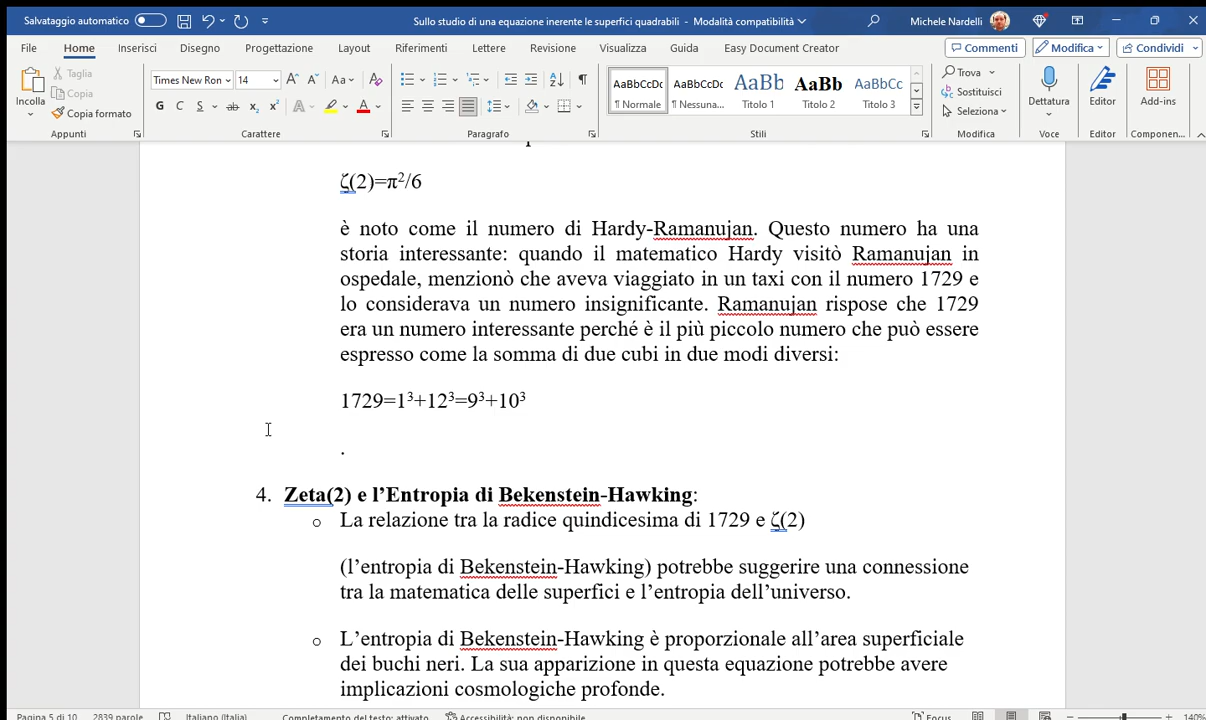 Salvataggio automatico Sullo studio di una equazione inerente le superfici quadrabili - Modalità compatibilità Michele Nardelli
File Home Inserisci Disegno Progettazione Layout Riferimenti Lettere Revisione Visualizza Guida Easy Document Creator Commenti Modifica Condividi
Incolla Taglia Copia Copia formato Times New Ron 14 AaBbCcDc AaBbCcDc AaBb AaBb AaBbCc Trova Sostituisci Seleziona Dettatura Editor Add-ins
Normale Nessuna... Titolo 1 Titolo 2 Titolo 3
Appunti Carattere Paragrafo Stili Modifica Voce Editor Componen...
ζ(2)=π²/6
è noto come il numero di Hardy-Ramanujan. Questo numero ha una
storia interessante: quando il matematico Hardy visitò Ramanujan in
ospedale, menzionò che aveva viaggiato in un taxi con il numero 1729 e
lo considerava un numero insignificante. Ramanujan rispose che 1729
era un numero interessante perché è il più piccolo numero che può essere
espresso come la somma di due cubi in due modi diversi:
1729=1³+12³=9³+10³
.
4. Zeta(2) e l’Entropia di Bekenstein-Hawking:
o La relazione tra la radice quindicesima di 1729 e ζ(2)
(l’entropia di Bekenstein-Hawking) potrebbe suggerire una connessione
tra la matematica delle superfici e l’entropia dell’universo.
o L’entropia di Bekenstein-Hawking è proporzionale all’area superficiale
dei buchi neri. La sua apparizione in questa equazione potrebbe avere
implicazioni cosmologiche profonde.
Pagina 5 di 10 2839 parole Italiano (Italia) Completamento del testo: attivato Accessibilità: non disponibile Focus 140%